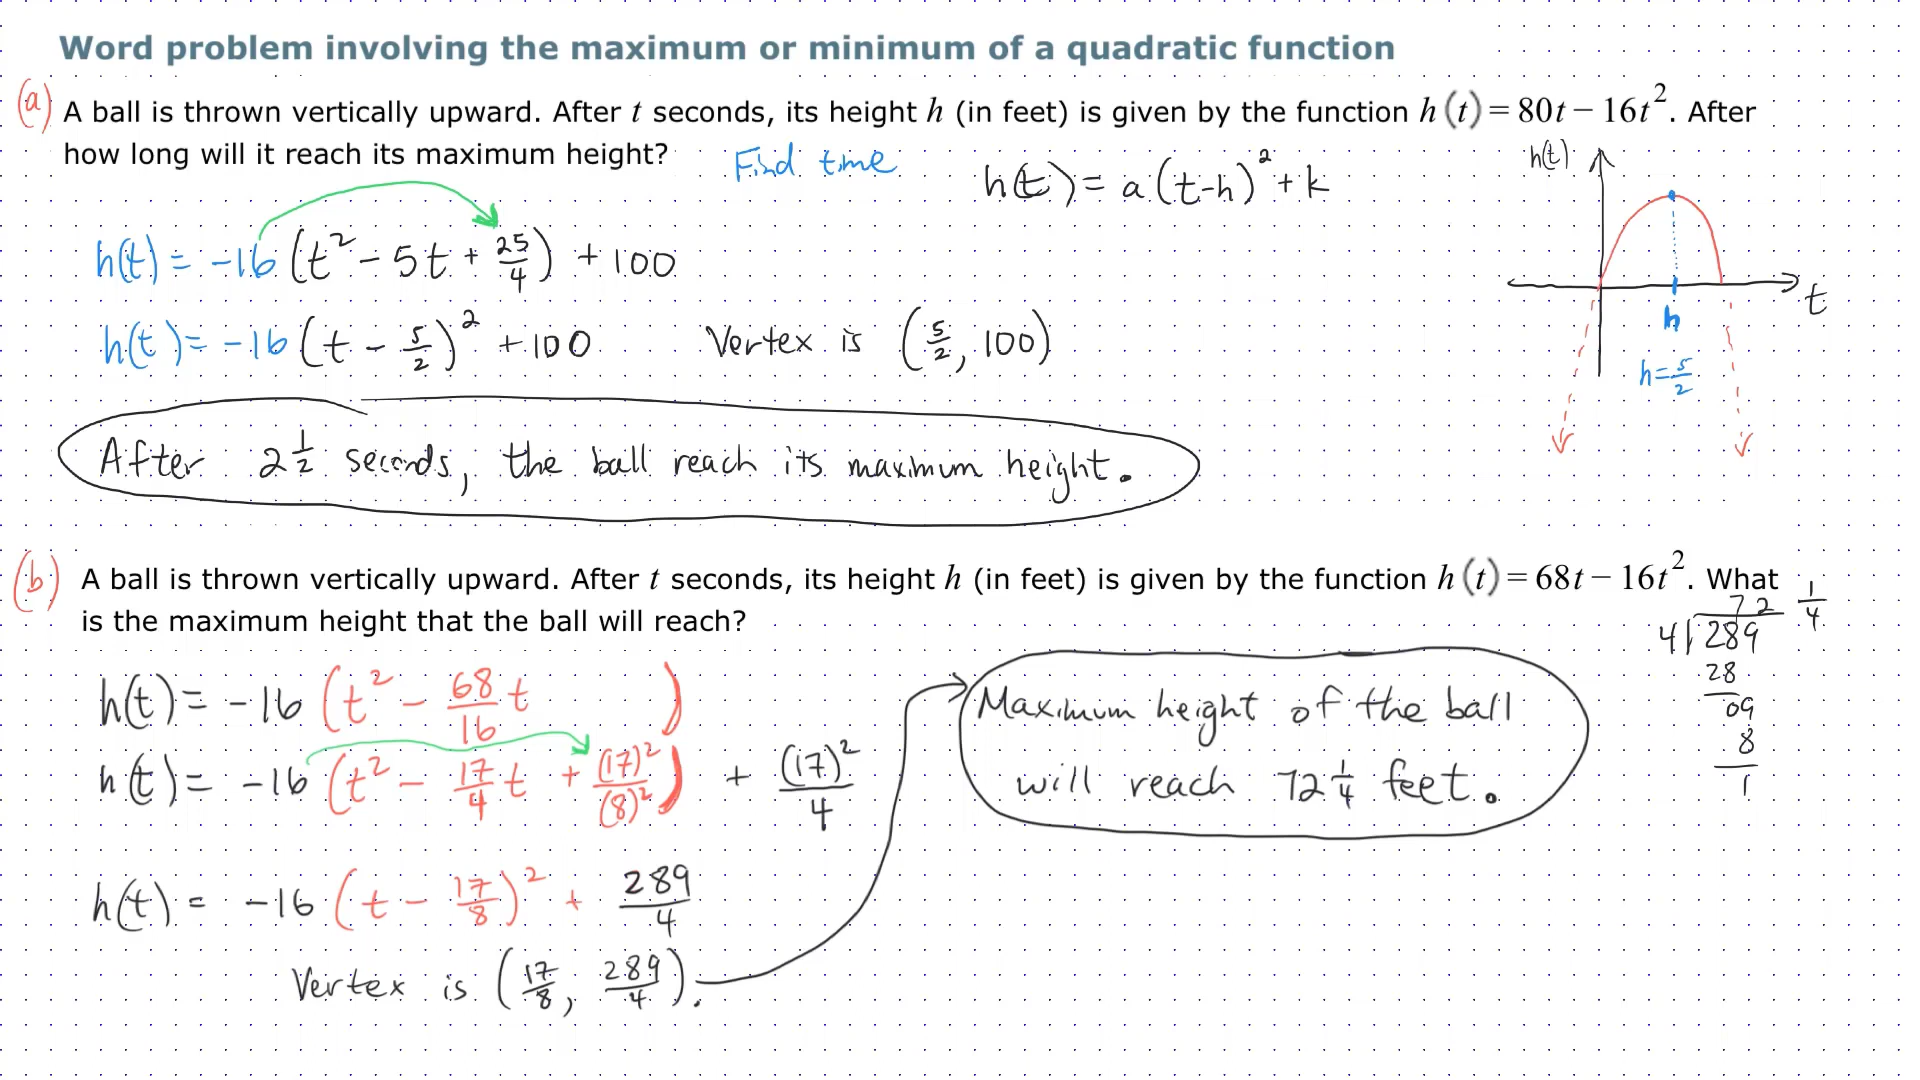 Word problem involving the maximum or minimum of a quadratic function
(a) A ball is thrown vertically upward. After t seconds, its height h (in feet) is given by the function h(t) = 80t − 16t². After
how long will it reach its maximum height? Find time
h(t) = a(t-h)² + k
h(t)
t
h
h = 5/2
h(t) = -16(t² - 5t + 25/4) + 100
h(t) = -16(t - 5/2)² + 100 Vertex is (5/2, 100)
After 2 1/2 seconds, the ball reach its maximum height.
(b) A ball is thrown vertically upward. After t seconds, its height h (in feet) is given by the function h(t) = 68t − 16t². What
is the maximum height that the ball will reach?
72 1/4
4)289
28
09
8
1
h(t) = -16(t² - 68/16 t )
h(t) = -16(t² - 17/4 t + (17)²/(8)²) + (17)²/4
h(t) = -16(t - 17/8)² + 289/4
Vertex is (17/8, 289/4).
Maximum height of the ball
will reach 72 1/4 feet.